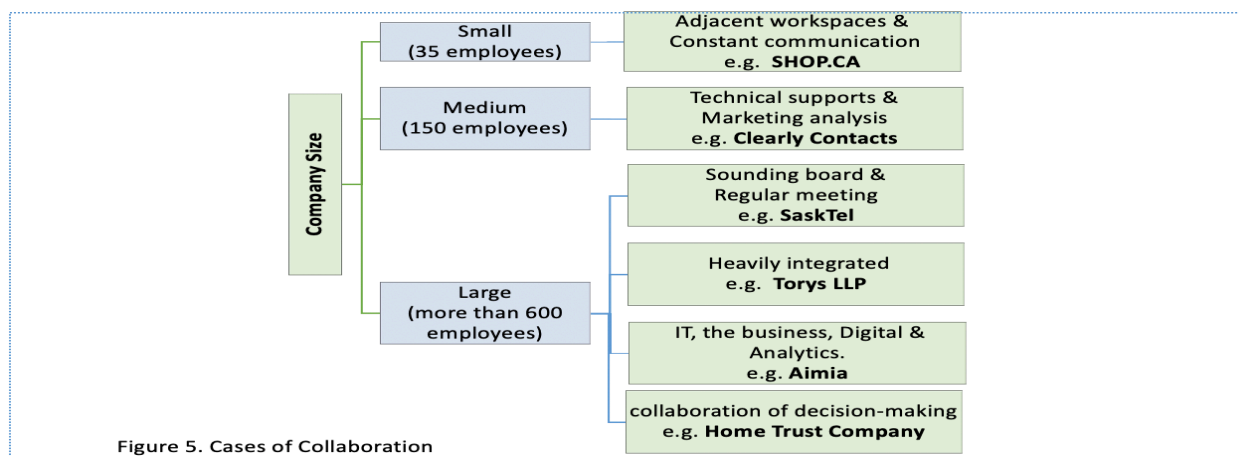 Company Size
Small
(35 employees)
Adjacent workspaces &
Constant communication
e.g. SHOP.CA
Medium
(150 employees)
Technical supports &
Marketing analysis
e.g. Clearly Contacts
Large
(more than 600
employees)
Sounding board &
Regular meeting
e.g. SaskTel
Heavily integrated
e.g. Torys LLP
IT, the business, Digital &
Analytics.
e.g. Aimia
collaboration of decision-making
e.g. Home Trust Company
Figure 5. Cases of Collaboration